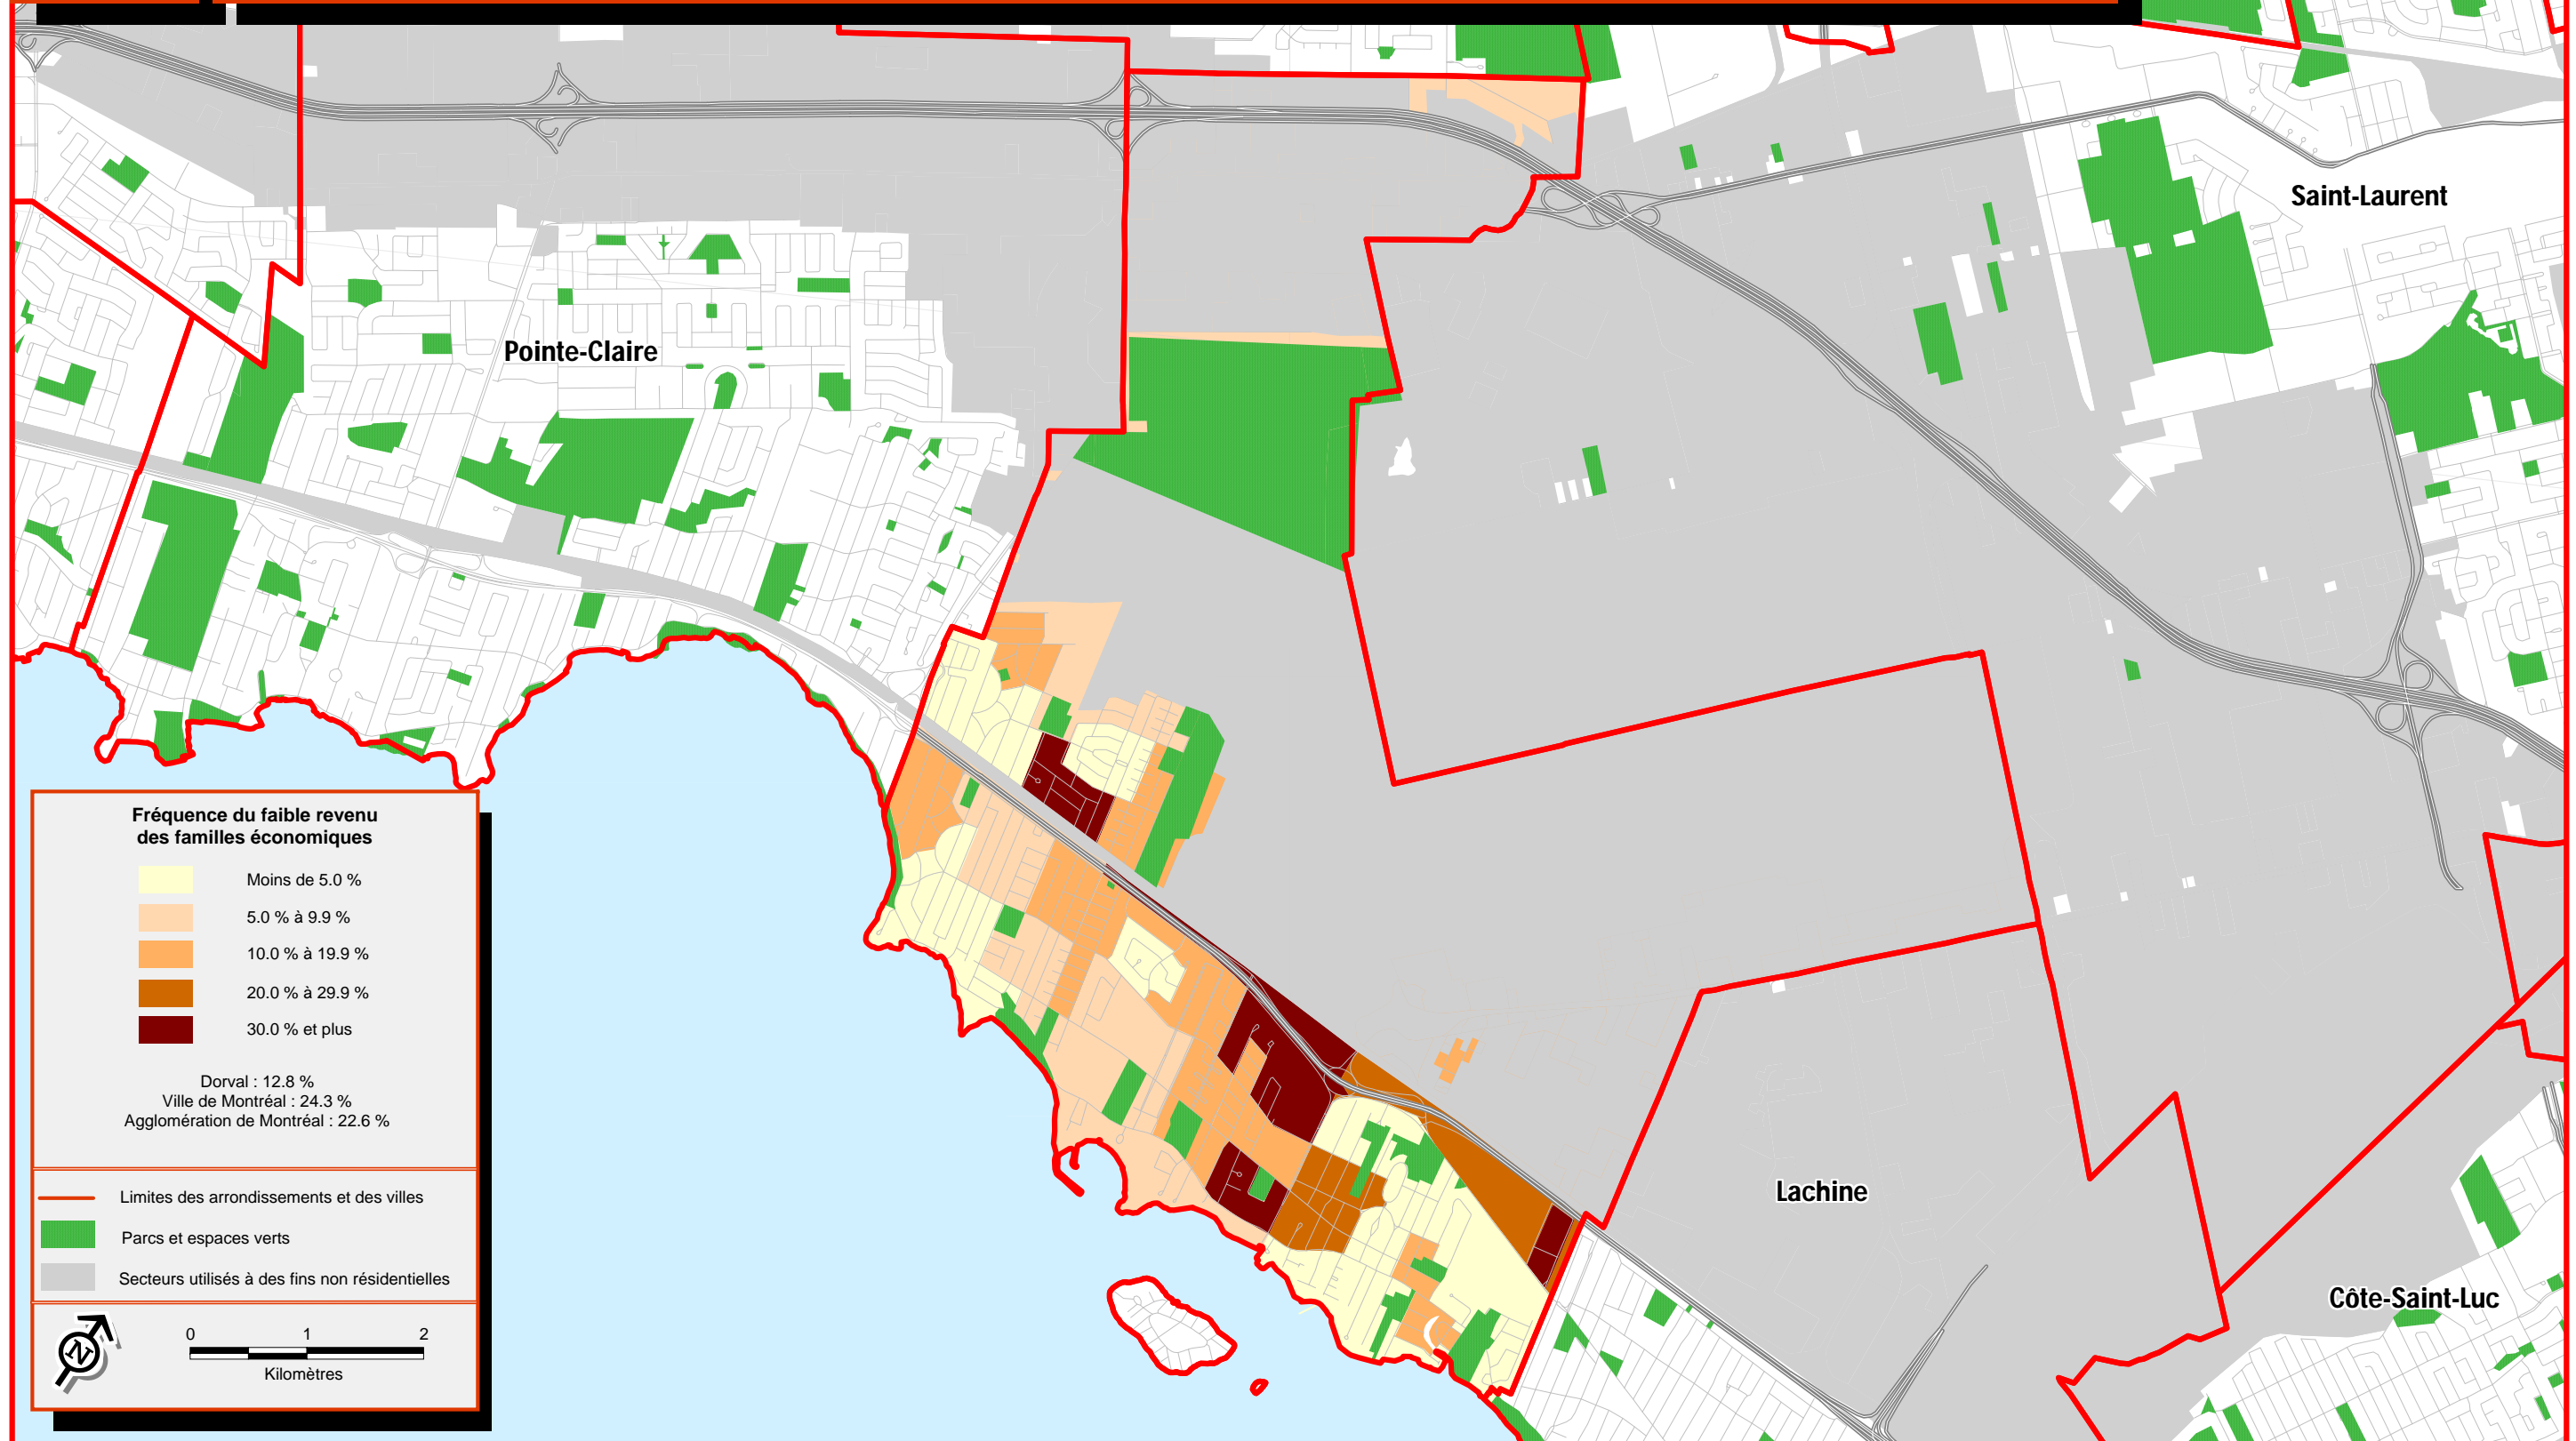 Saint-Laurent
Pointe-Claire
Fréquence du faible revenu
des familles économiques
Moins de 5.0 %
5.0 % à 9.9 %
10.0 % à 19.9 %
20.0 % à 29.9 %
30.0 % et plus
Dorval : 12.8 %
Ville de Montréal : 24.3 %
Agglomération de Montréal : 22.6 %
Limites des arrondissements et des villes
Parcs et espaces verts
Secteurs utilisés à des fins non résidentielles
N
0 1 2
Kilomètres
Lachine
Côte-Saint-Luc